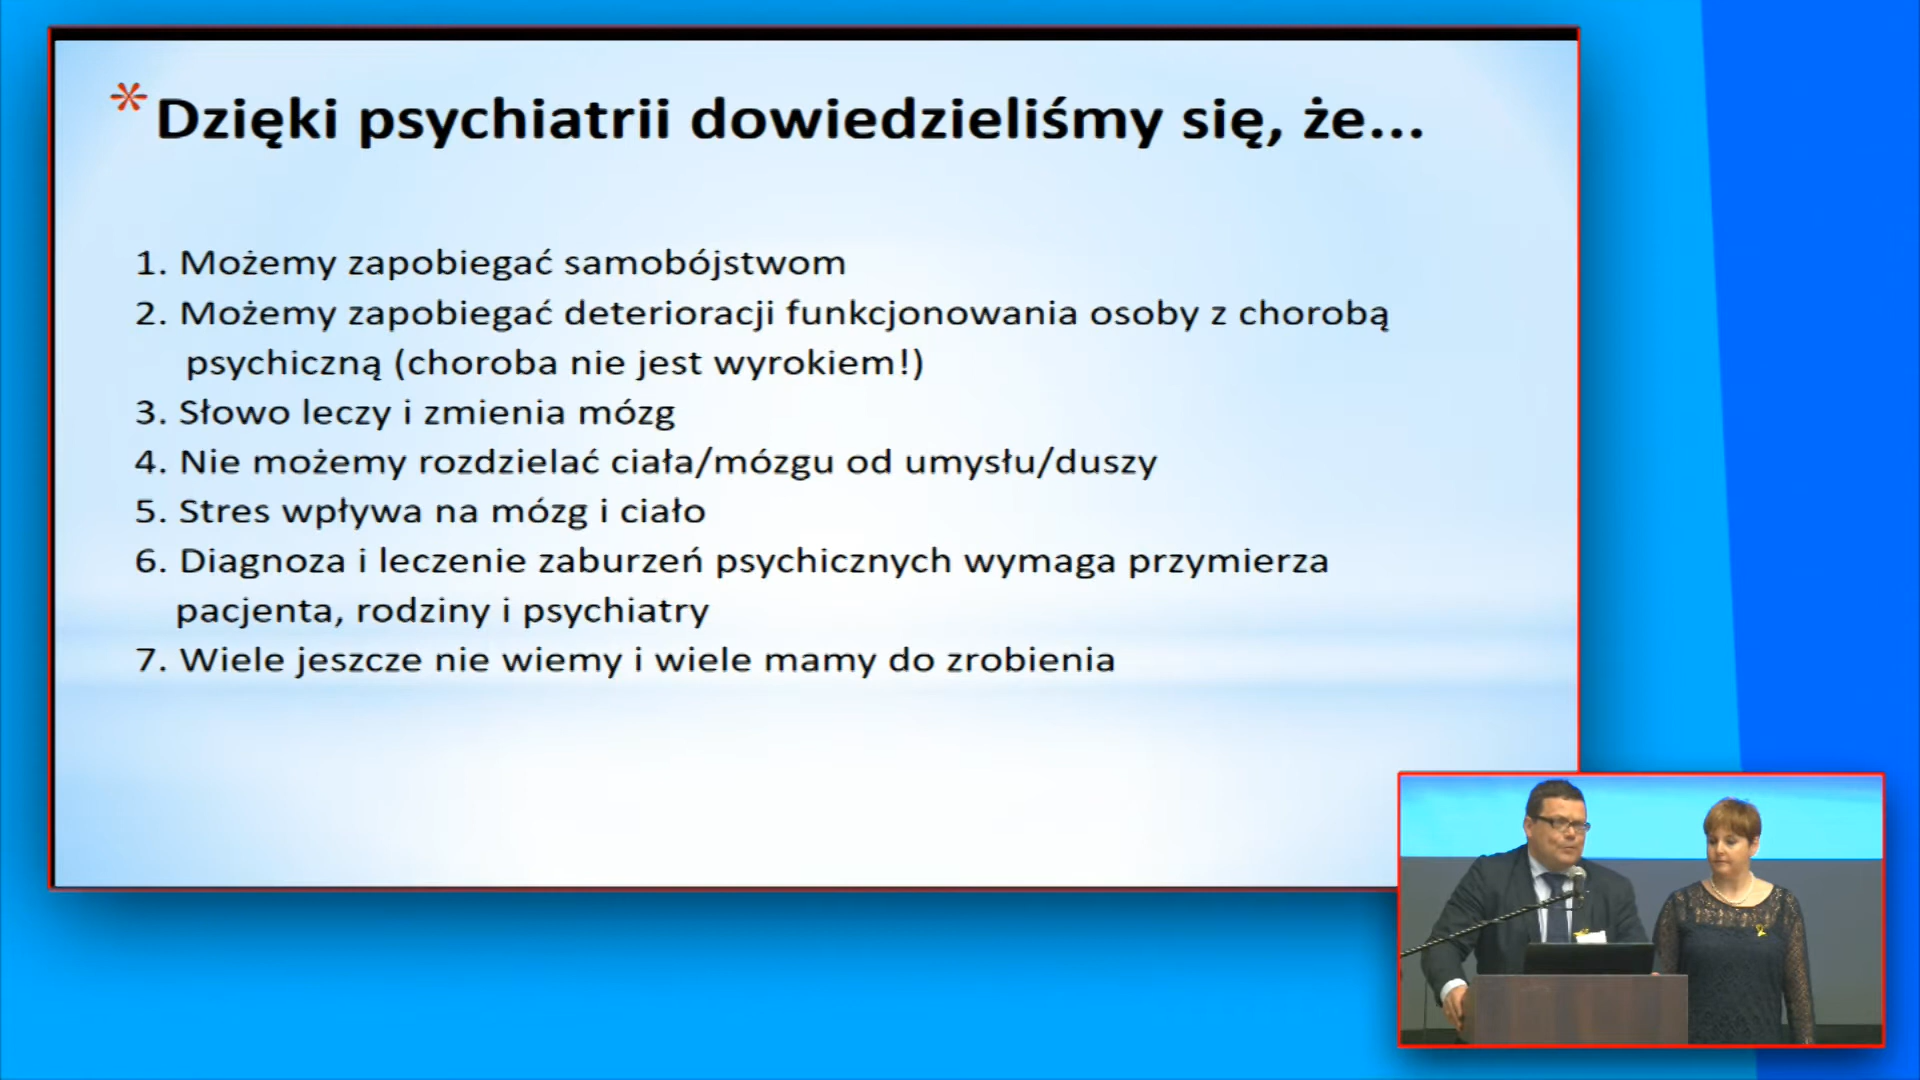 * Dzięki psychiatrii dowiedzieliśmy się, że...
1. Możemy zapobiegać samobójstwom
2. Możemy zapobiegać deterioracji funkcjonowania osoby z chorobą
psychiczną (choroba nie jest wyrokiem!)
3. Słowo leczy i zmienia mózg
4. Nie możemy rozdzielać ciała/mózgu od umysłu/duszy
5. Stres wpływa na mózg i ciało
6. Diagnoza i leczenie zaburzeń psychicznych wymaga przymierza
pacjenta, rodziny i psychiatry
7. Wiele jeszcze nie wiemy i wiele mamy do zrobienia